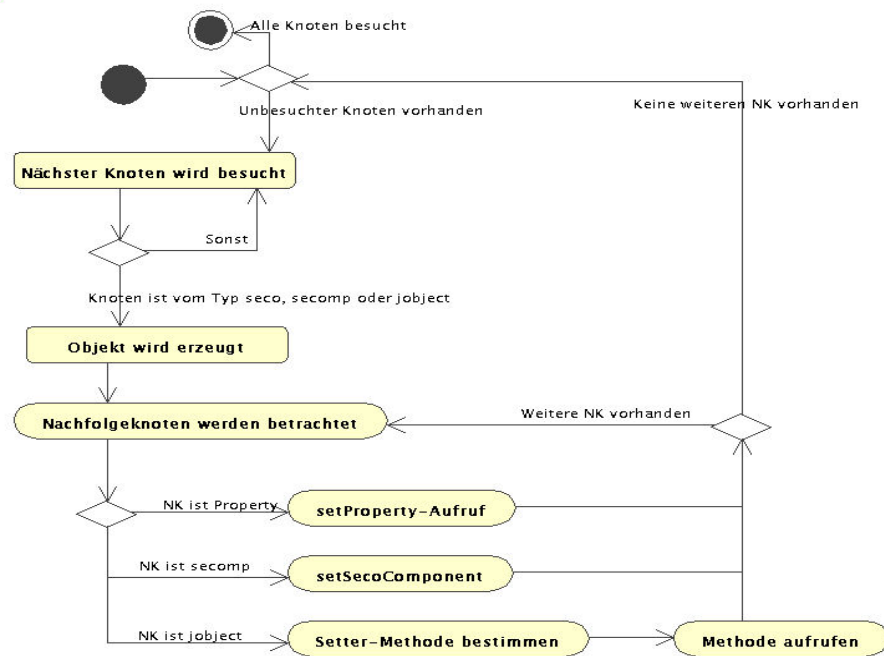 Alle Knoten besucht
Unbesuchter Knoten vorhanden
Keine weiteren NK vorhanden
Nächster Knoten wird besucht
Sonst
Knoten ist vom Typ seco, secomp oder jobject
Objekt wird erzeugt
Nachfolgeknoten werden betrachtet
Weitere NK vorhanden
NK ist Property
setProperty-Aufruf
NK ist secomp
setSecoComponent
NK ist jobject
Setter-Methode bestimmen
Methode aufrufen